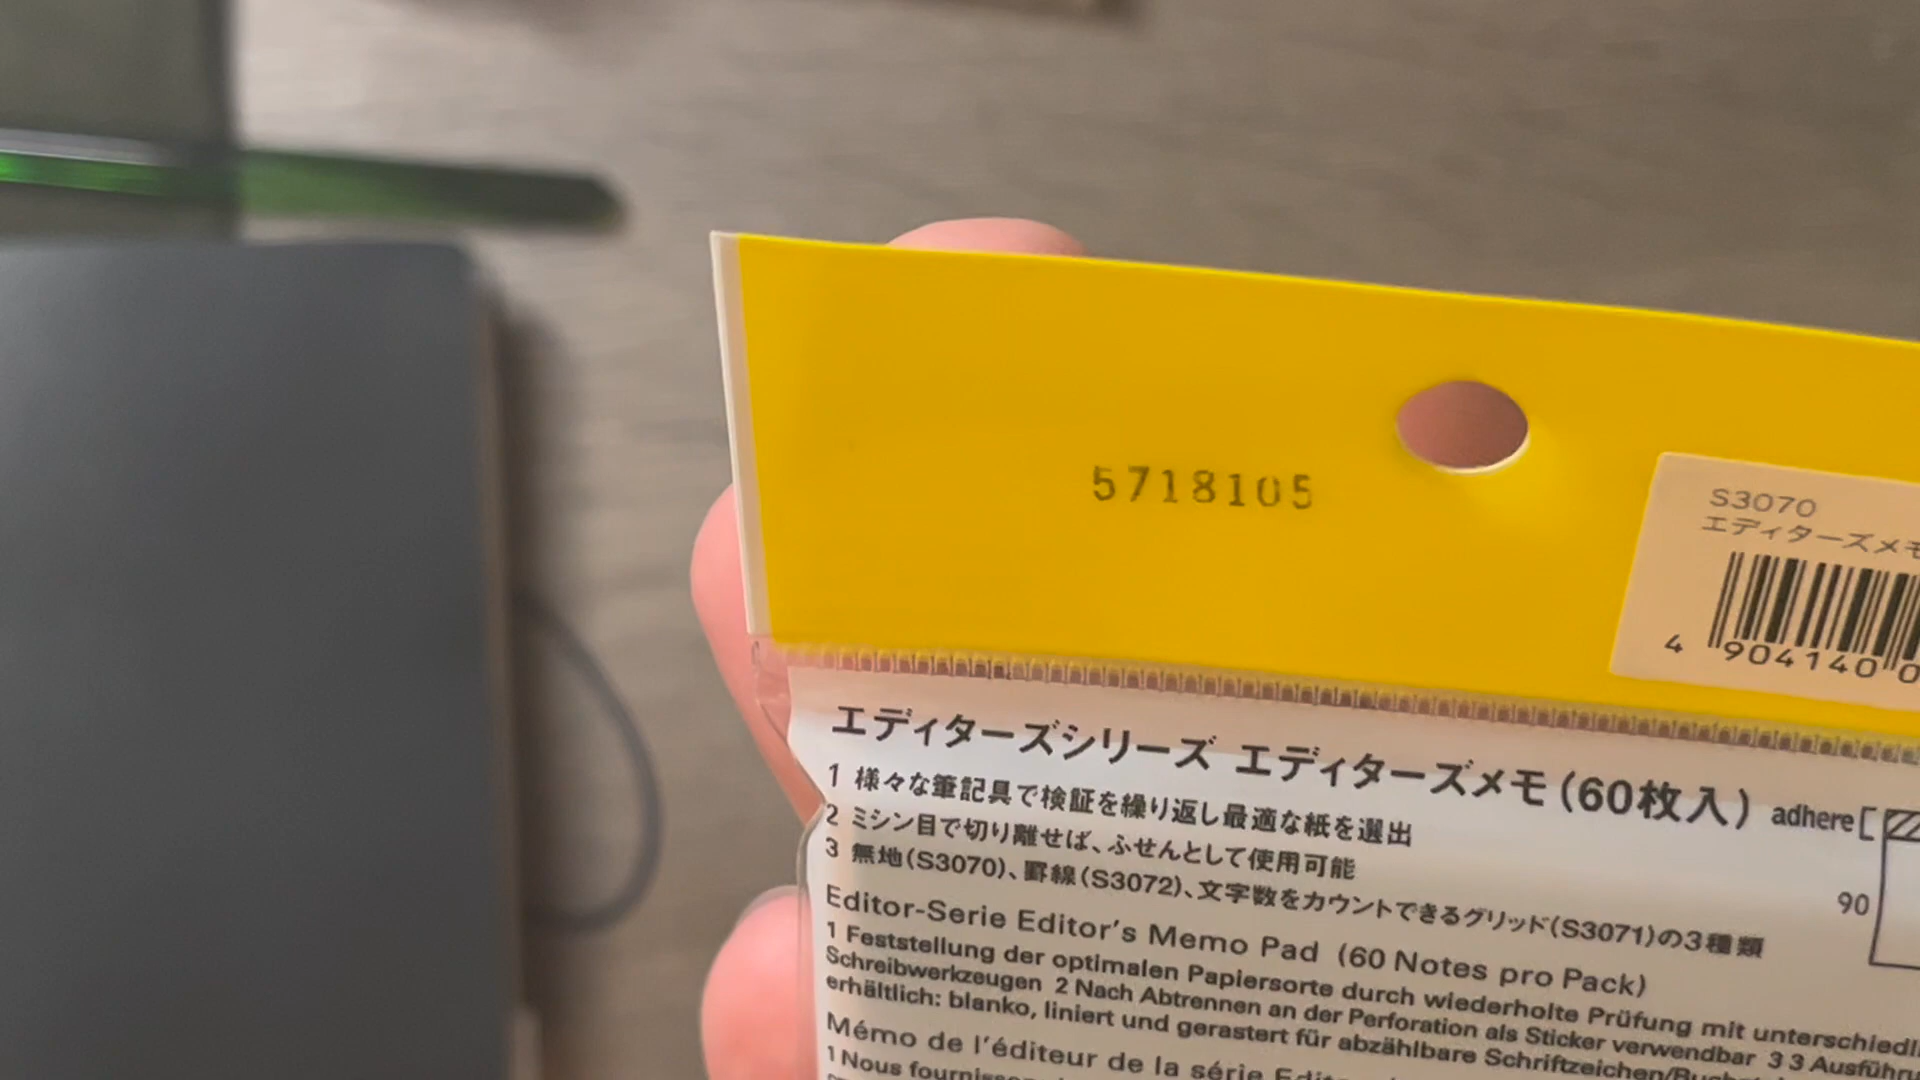 5718105
S3070
エディターズメモ
4 904140 0
エディターズシリーズ エディターズメモ(60枚入)
1 様々な筆記具で検証を繰り返し最適な紙を選出
2 ミシン目で切り離せば、ふせんとして使用可能
3 無地(S3070)、罫線(S3072)、文字数をカウントできるグリッド(S3071)の3種類
adhere
90
Editor-Serie Editor's Memo Pad (60 Notes pro Pack)
1 Feststellung der optimalen Papiersorte durch wiederholte Prüfung mit unterschiedl
Schreibwerkzeugen 2 Nach Abtrennen an der Perforation als Sticker verwendbar 3 3 Ausführu
erhältlich: blanko, liniert und gerastert für abzählbare Schriftzeichen/
Mémo de l'éditeur de la série
1 Nous